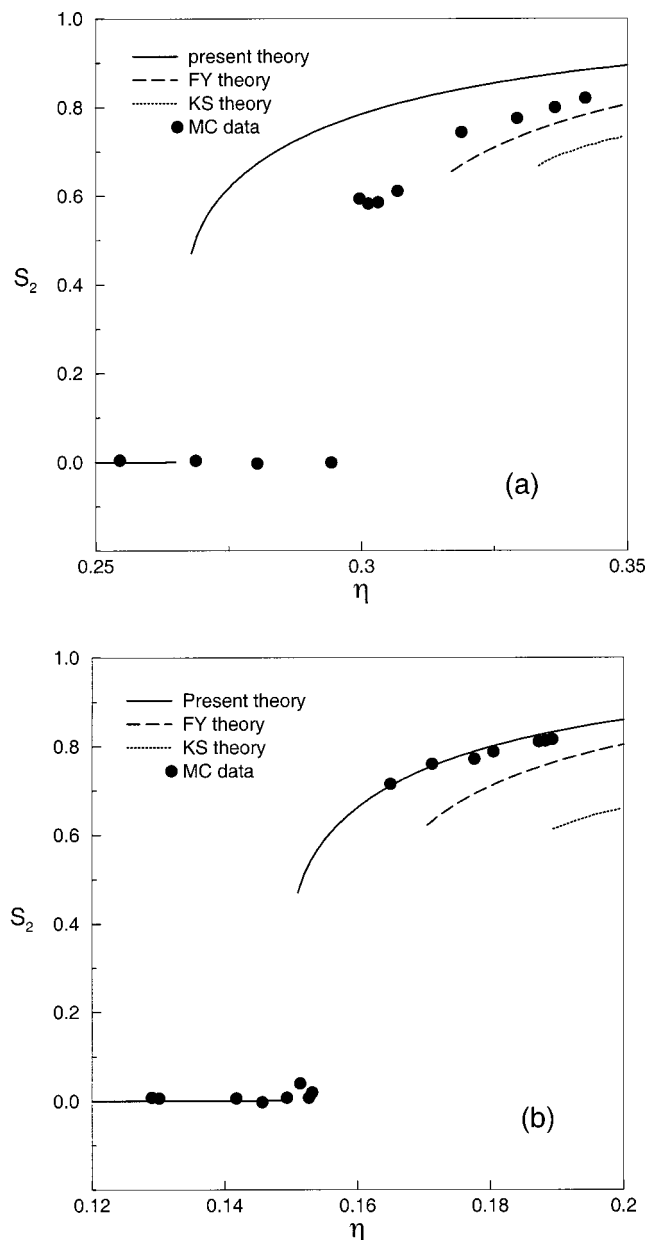 1.0
present theory
FY theory
KS theory
MC data
0.8
0.6
S2
0.4
0.2
0.0
(a)
0.25
0.3
0.35
η
1.0
Present theory
FY theory
KS theory
MC data
0.8
0.6
S2
0.4
0.2
0.0
(b)
0.12
0.14
0.16
0.18
0.2
η